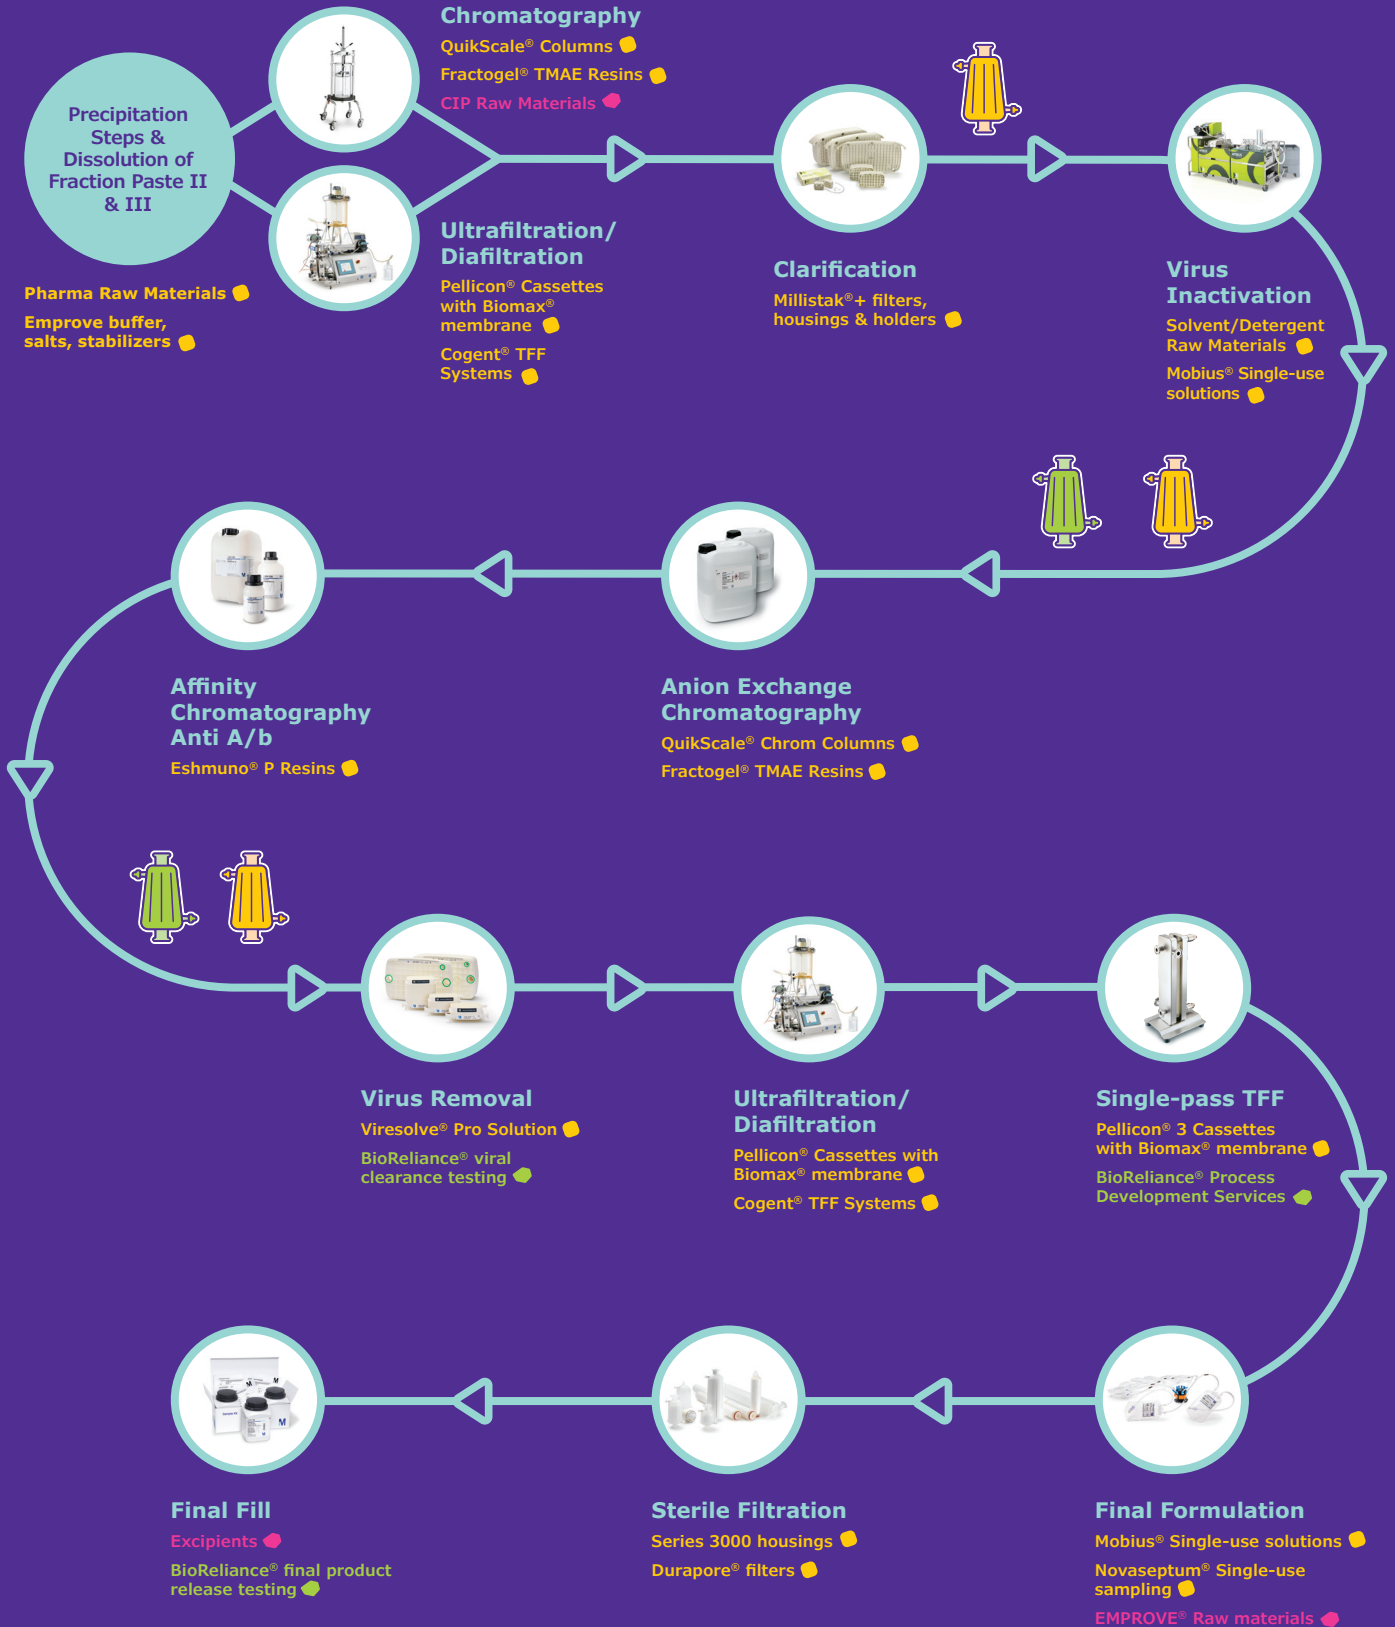 Precipitation
Steps &
Dissolution of
Fraction Paste II
& III
Pharma Raw Materials
Emprove buffer,
salts, stabilizers
Chromatography
QuikScale® Columns
Fractogel® TMAE Resins
CIP Raw Materials
Ultrafiltration/
Diafiltration
Pellicon® Cassettes
with Biomax®
membrane
Cogent® TFF
Systems
Clarification
Millistak®+ filters,
housings & holders
Virus
Inactivation
Solvent/Detergent
Raw Materials
Mobius® Single-use
solutions
Anion Exchange
Chromatography
QuikScale® Chrom Columns
Fractogel® TMAE Resins
Affinity
Chromatography
Anti A/b
Eshmuno® P Resins
Virus Removal
Viresolve® Pro Solution
BioReliance® viral
clearance testing
Ultrafiltration/
Diafiltration
Pellicon® Cassettes with
Biomax® membrane
Cogent® TFF Systems
Single-pass TFF
Pellicon® 3 Cassettes
with Biomax® membrane
BioReliance® Process
Development Services
Final Formulation
Mobius® Single-use solutions
Novaseptum® Single-use
sampling
EMPROVE® Raw materials
Sterile Filtration
Series 3000 housings
Durapore® filters
Final Fill
Excipients
BioReliance® final product
release testing